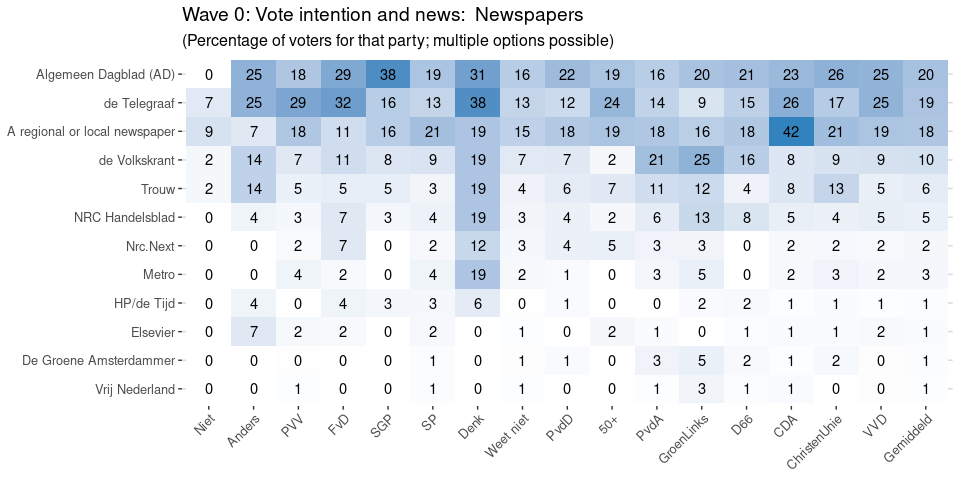 Wave 0: Vote intention and news:  Newspapers
(Percentage of voters for that party; multiple options possible)
Algemeen Dagblad (AD) 0 25 18 29 38 19 31 16 22 19 16 20 21 23 26 25 20
de Telegraaf 7 25 29 32 16 13 38 13 12 24 14 9 15 26 17 25 19
A regional or local newspaper 9 7 18 11 16 21 19 15 18 19 18 16 18 42 21 19 18
de Volkskrant 2 14 7 11 8 9 19 7 7 2 21 25 16 8 9 9 10
Trouw 2 14 5 5 5 3 19 4 6 7 11 12 4 8 13 5 6
NRC Handelsblad 0 4 3 7 3 4 19 3 4 2 6 13 8 5 4 5 5
Nrc.Next 0 0 2 7 0 2 12 3 4 5 3 3 0 2 2 2 2
Metro 0 0 4 2 0 4 19 2 1 0 3 5 0 2 3 2 3
HP/de Tijd 0 4 0 4 3 3 6 0 1 0 0 2 2 1 1 1 1
Elsevier 0 7 2 2 0 2 0 1 0 2 1 0 1 1 1 2 1
De Groene Amsterdammer 0 0 0 0 0 1 0 1 1 0 3 5 2 1 2 0 1
Vrij Nederland 0 0 1 0 0 1 0 1 0 0 1 3 1 1 0 0 1
Niet Anders PVV FvD SGP SP Denk Weet niet PvdD 50+ PvdA GroenLinks D66 CDA ChristenUnie VVD Gemiddeld